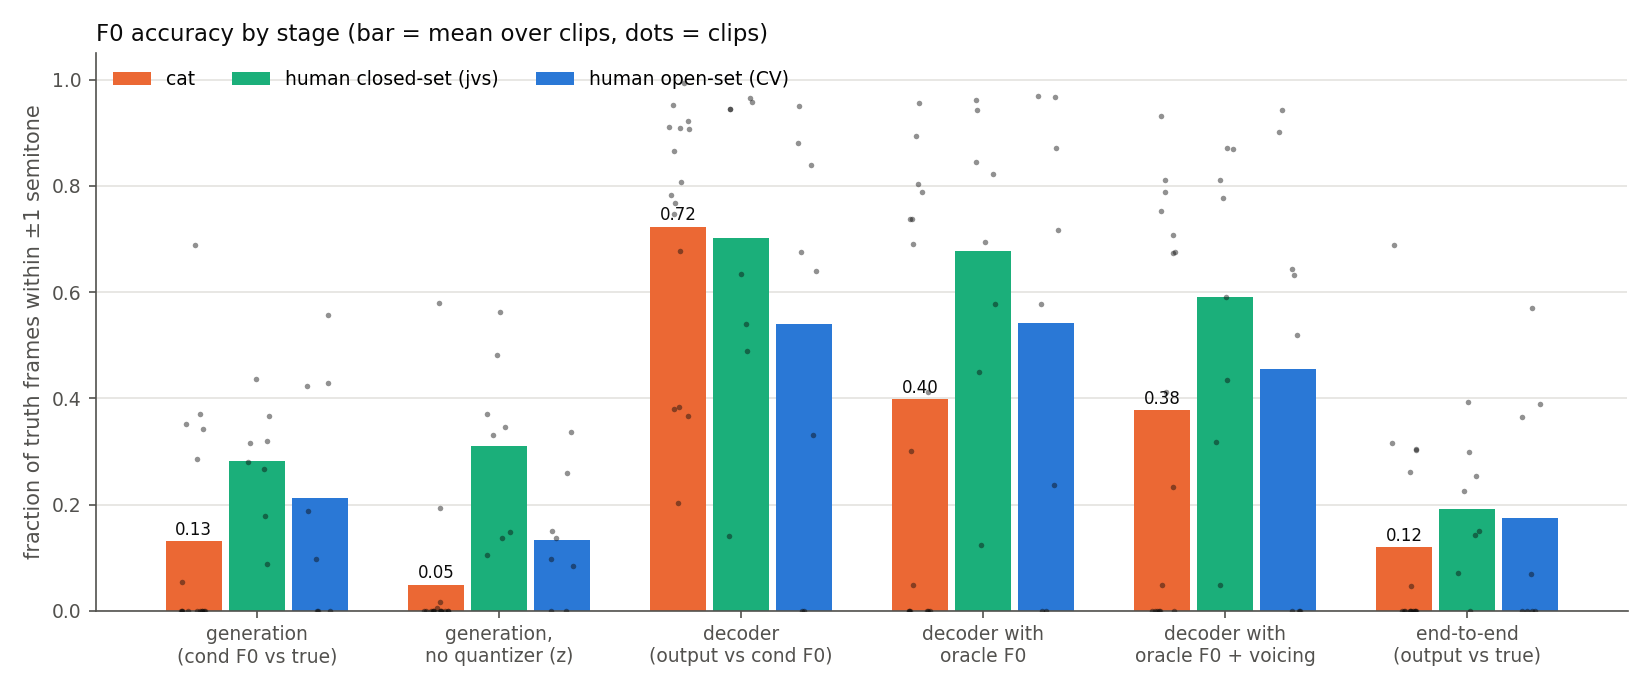 F0 accuracy by stage (bar = mean over clips, dots = clips)
cat
human closed-set (jvs)
human open-set (CV)
fraction of truth frames within ±1 semitone
1.0
0.8
0.6
0.4
0.2
0.0
0.13
0.05
0.72
0.40
0.38
0.12
generation
(cond F0 vs true)
generation,
no quantizer (z)
decoder
(output vs cond F0)
decoder with
oracle F0
decoder with
oracle F0 + voicing
end-to-end
(output vs true)